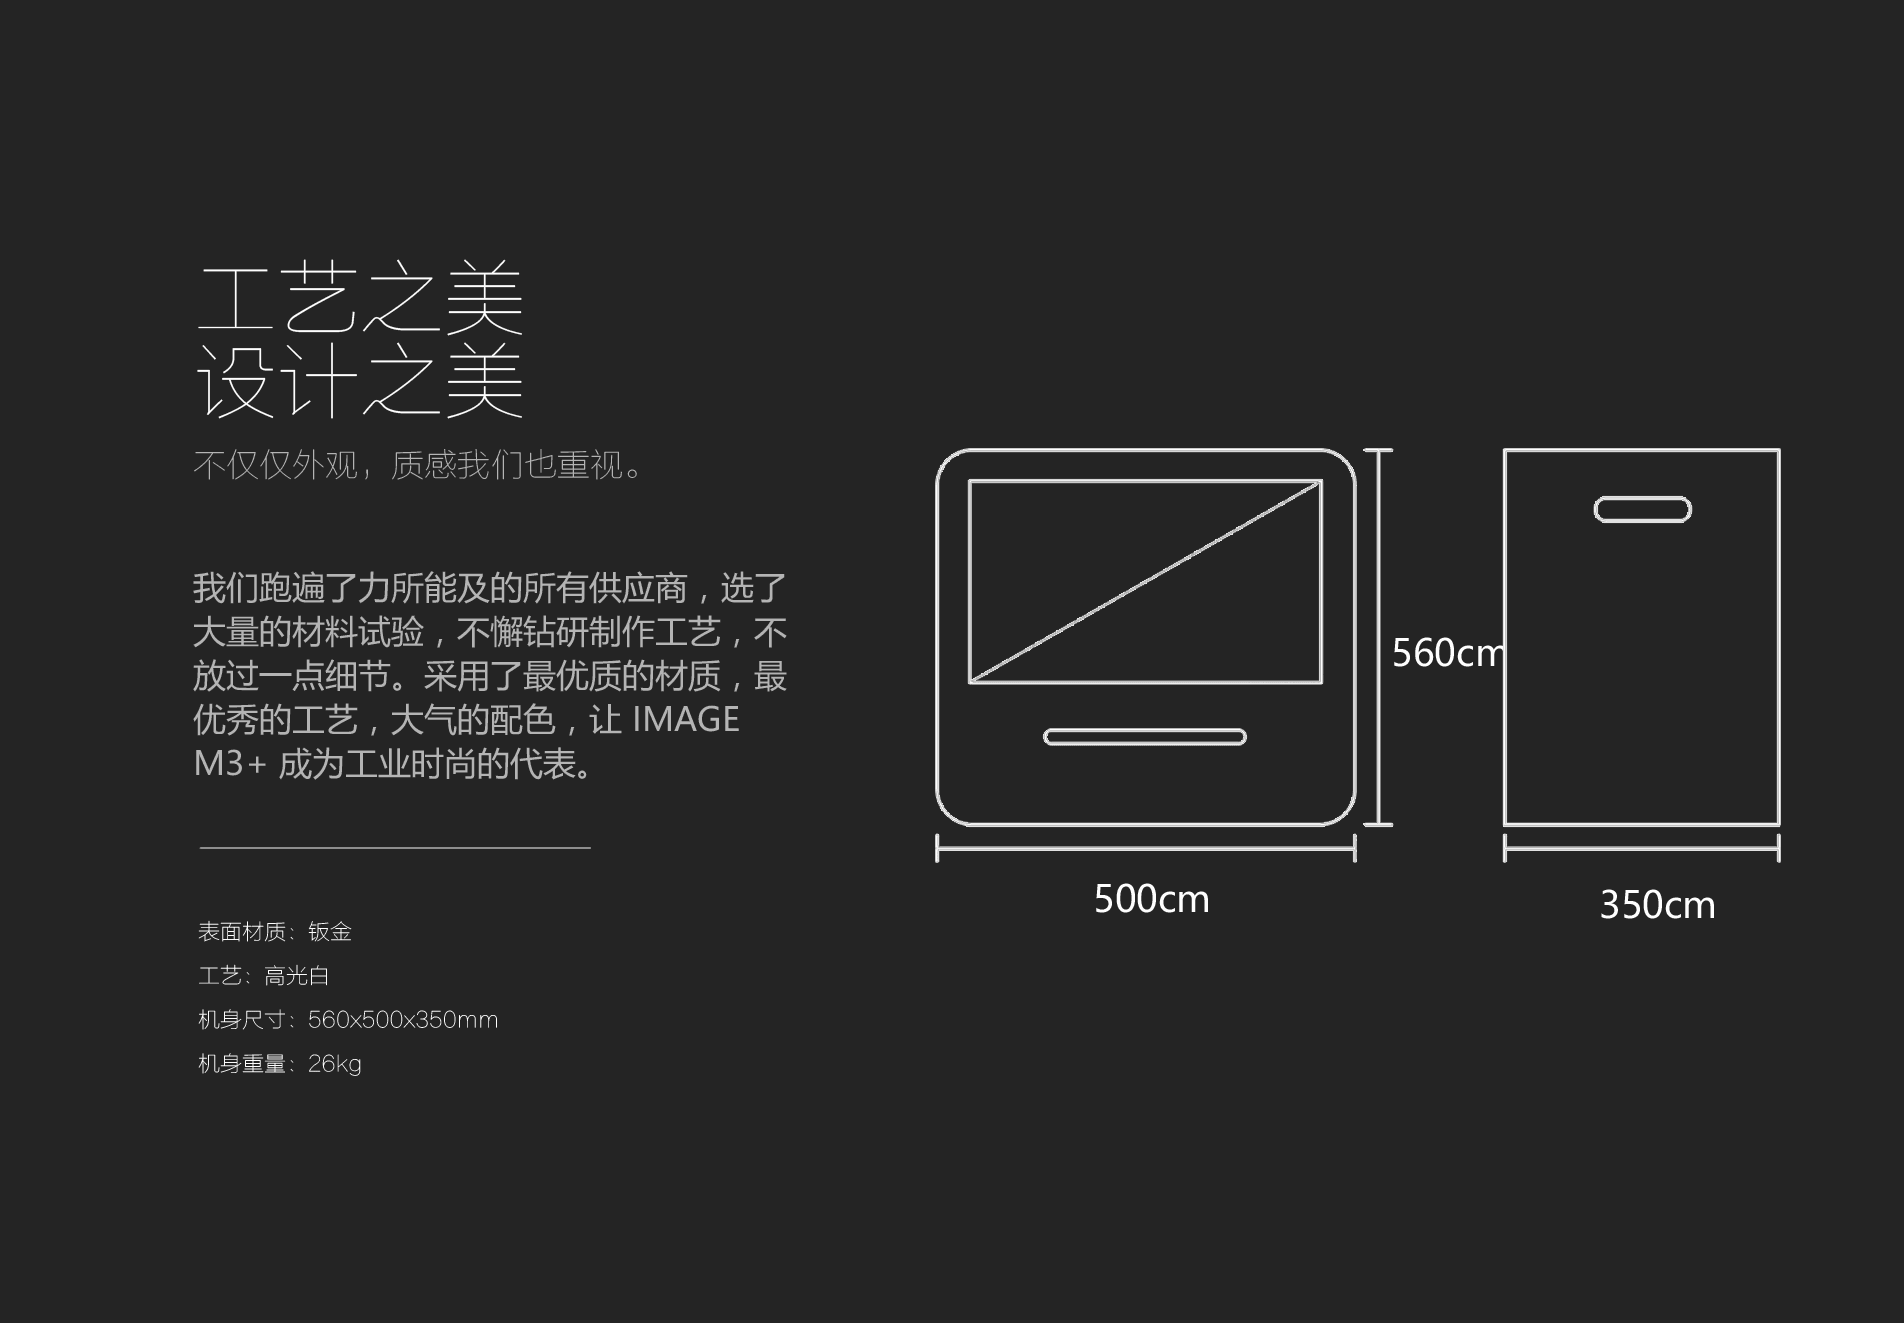 工艺之美
设计之美
不仅仅外观，质感我们也重视。
我们跑遍了力所能及的所有供应商，选了
大量的材料试验，不懈钻研制作工艺，不
放过一点细节。采用了最优质的材质，最
优秀的工艺，大气的配色，让 IMAGE
M3+ 成为工业时尚的代表。
表面材质：钣金
工艺：高光白
机身尺寸：560x500x350mm
机身重量：26kg
560cm
500cm
350cm